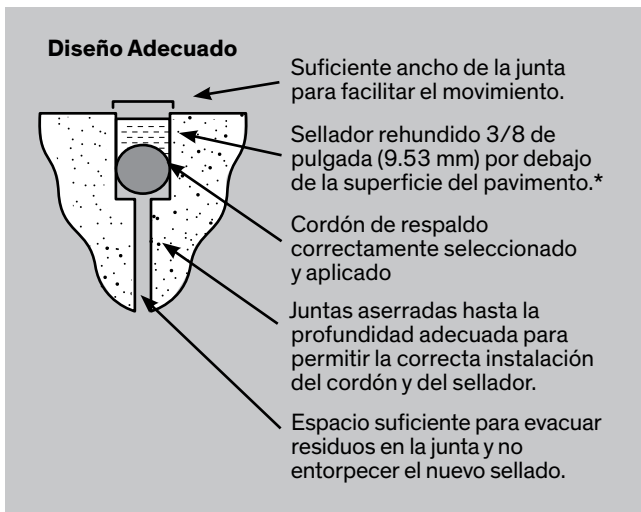 Diseño Adecuado
Suficiente ancho de la junta
para facilitar el movimiento.
Sellador rehundido 3/8 de
pulgada (9.53 mm) por debajo
de la superficie del pavimento.*
Cordón de respaldo
correctamente seleccionado
y aplicado
Juntas aserradas hasta la
profundidad adecuada para
permitir la correcta instalación
del cordón y del sellador.
Espacio suficiente para evacuar
residuos en la junta y no
entorpecer el nuevo sellado.